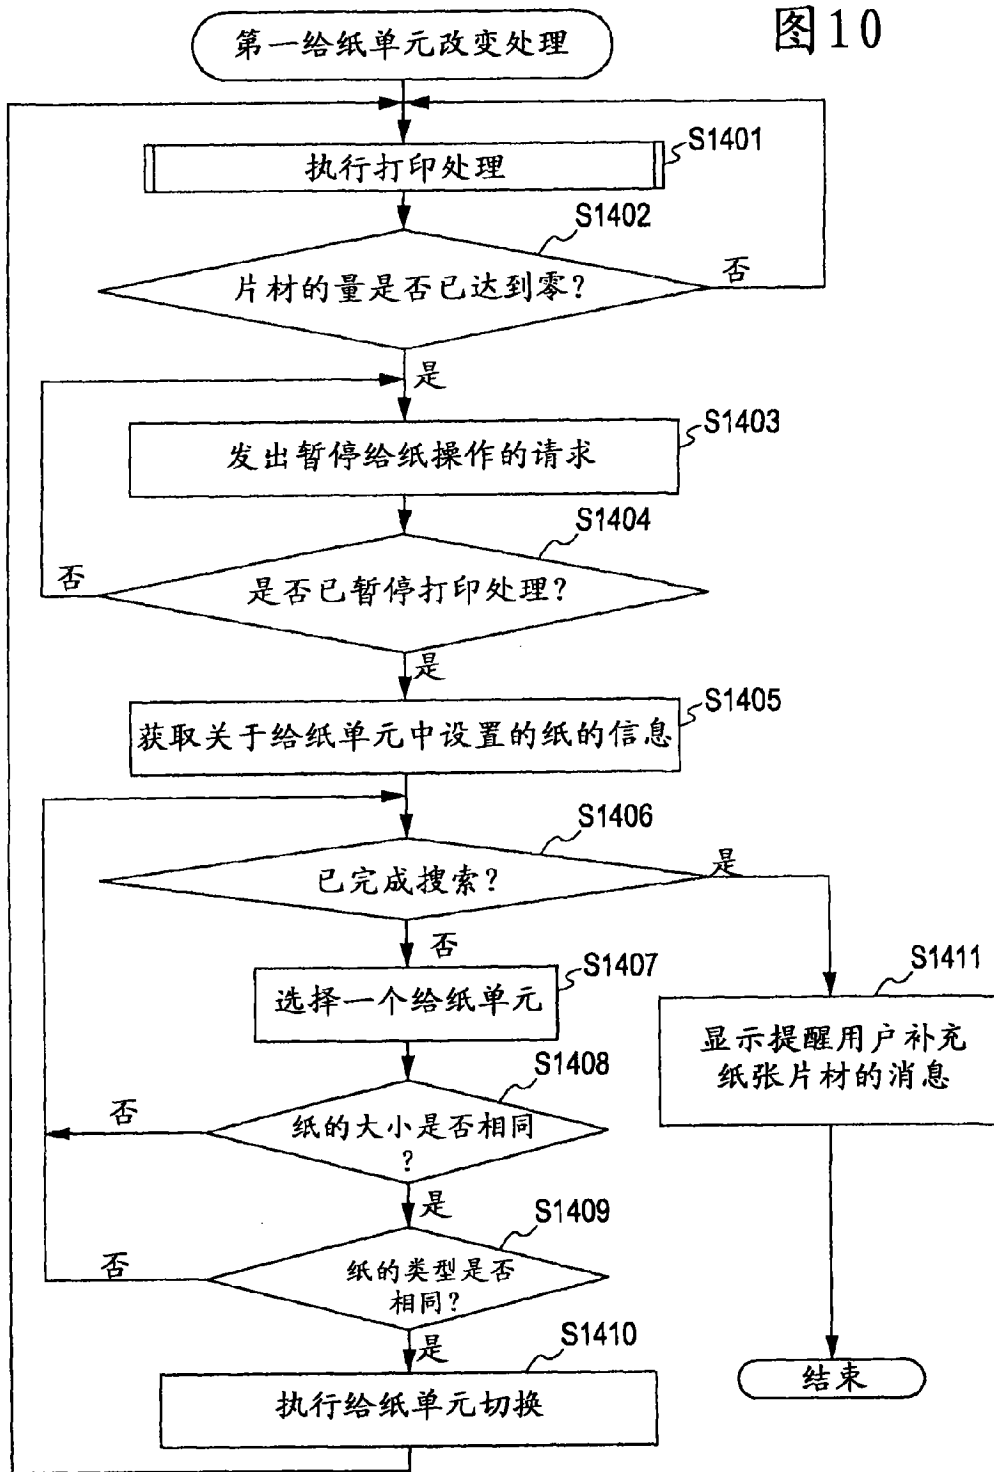 图10
第一给纸单元改变处理
S1401
执行打印处理
S1402
片材的量是否已达到零?
否
是
S1403
发出暂停给纸操作的请求
S1404
是否已暂停打印处理?
否
是
S1405
获取关于给纸单元中设置的纸的信息
S1406
已完成搜索?
是
否
S1407
选择一个给纸单元
S1411
显示提醒用户补充
纸张片材的消息
S1408
纸的大小是否相同
?
否
是
S1409
纸的类型是否
相同?
否
是
S1410
执行给纸单元切换
结束